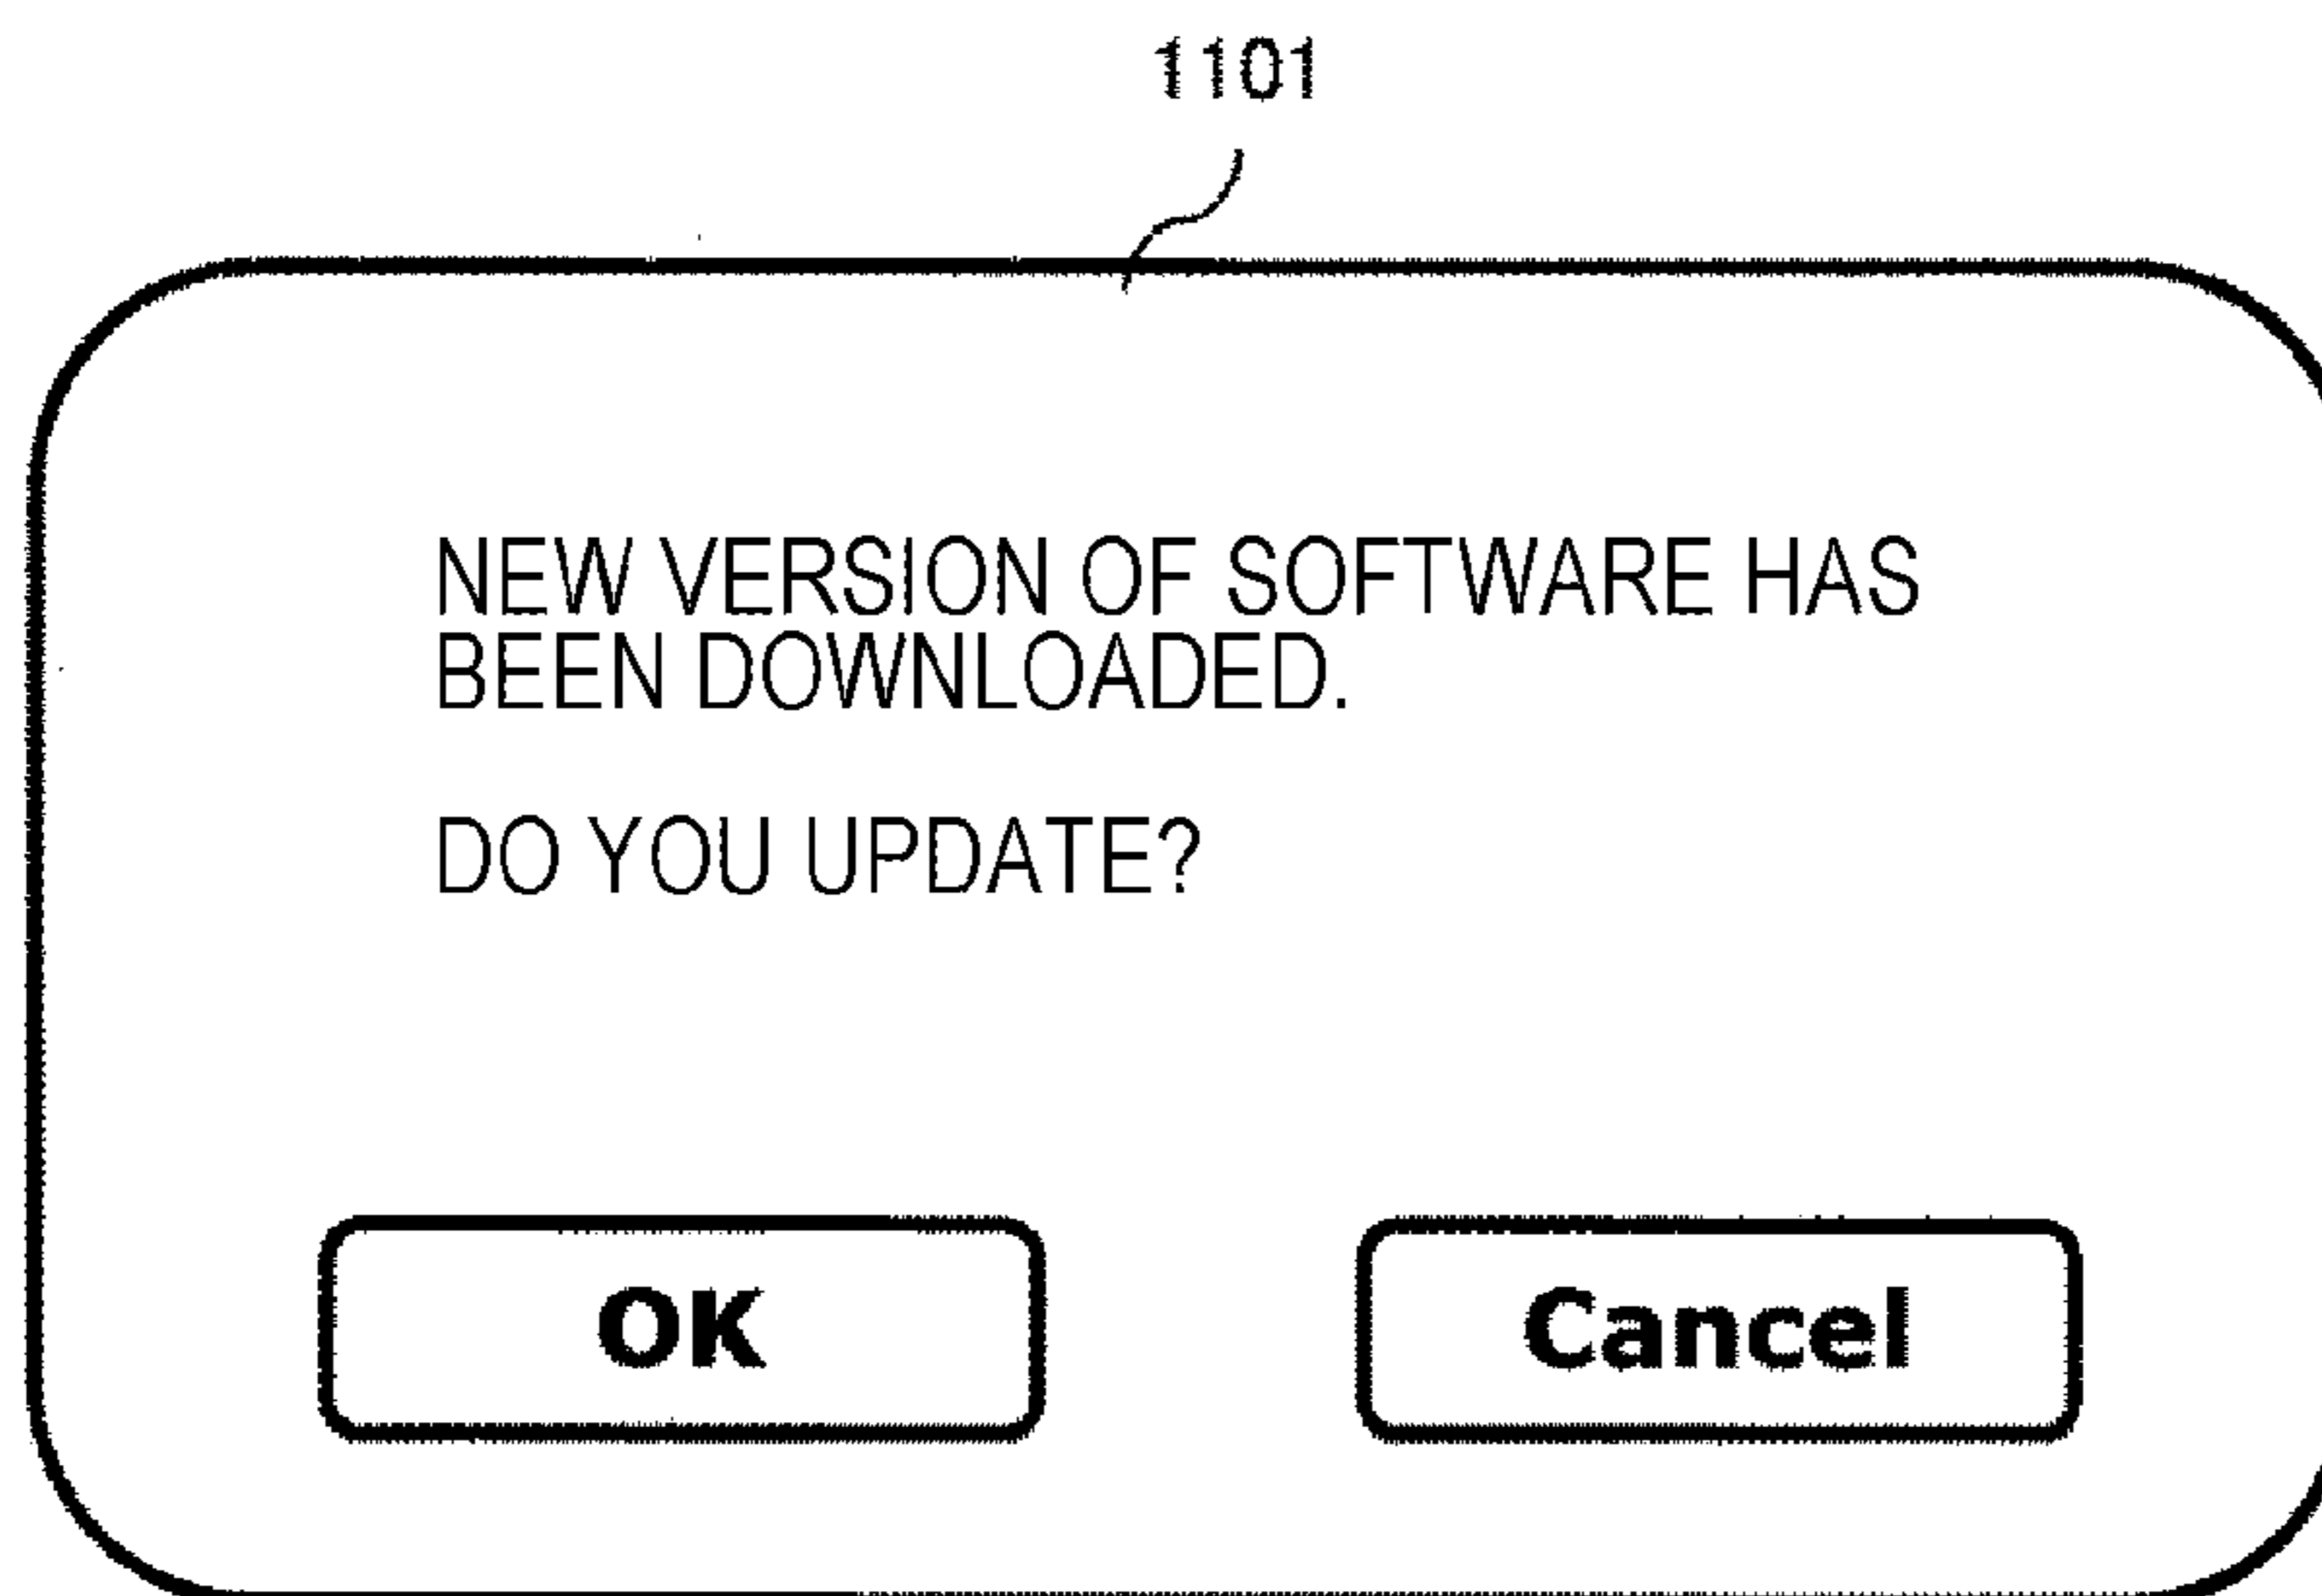 1101
NEW VERSION OF SOFTWARE HAS
BEEN DOWNLOADED.
DO YOU UPDATE?
OK Cancel